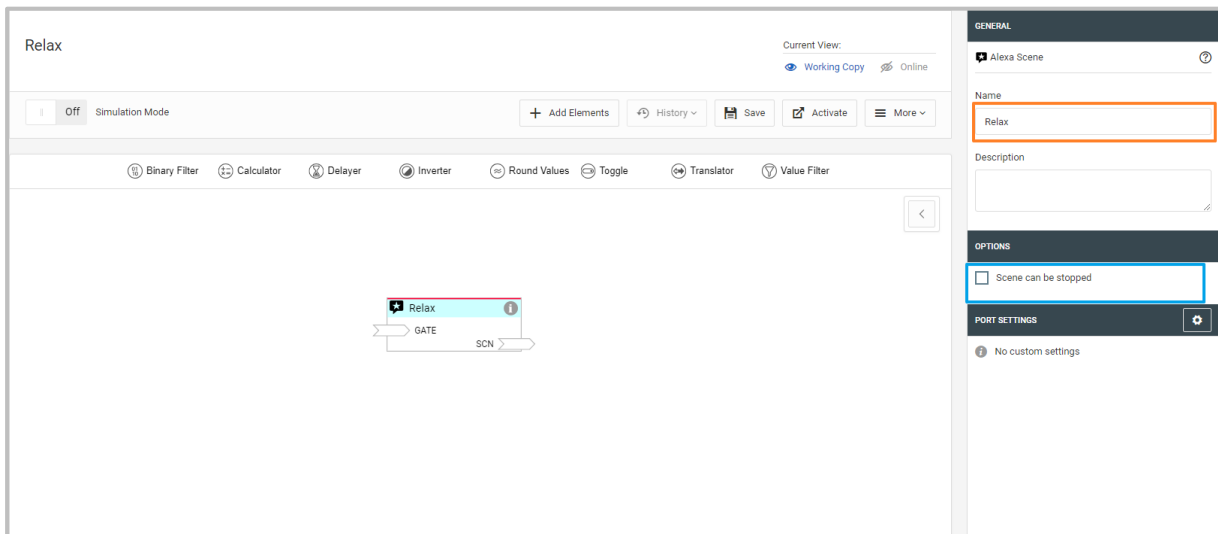 Relax
Current View:
Working Copy Online
Off Simulation Mode
+ Add Elements History Save Activate More
Binary Filter Calculator Delayer Inverter Round Values Toggle Translator Value Filter
Relax
GATE
SCN
GENERAL
Alexa Scene
Name
Relax
Description
OPTIONS
Scene can be stopped
PORT SETTINGS
No custom settings